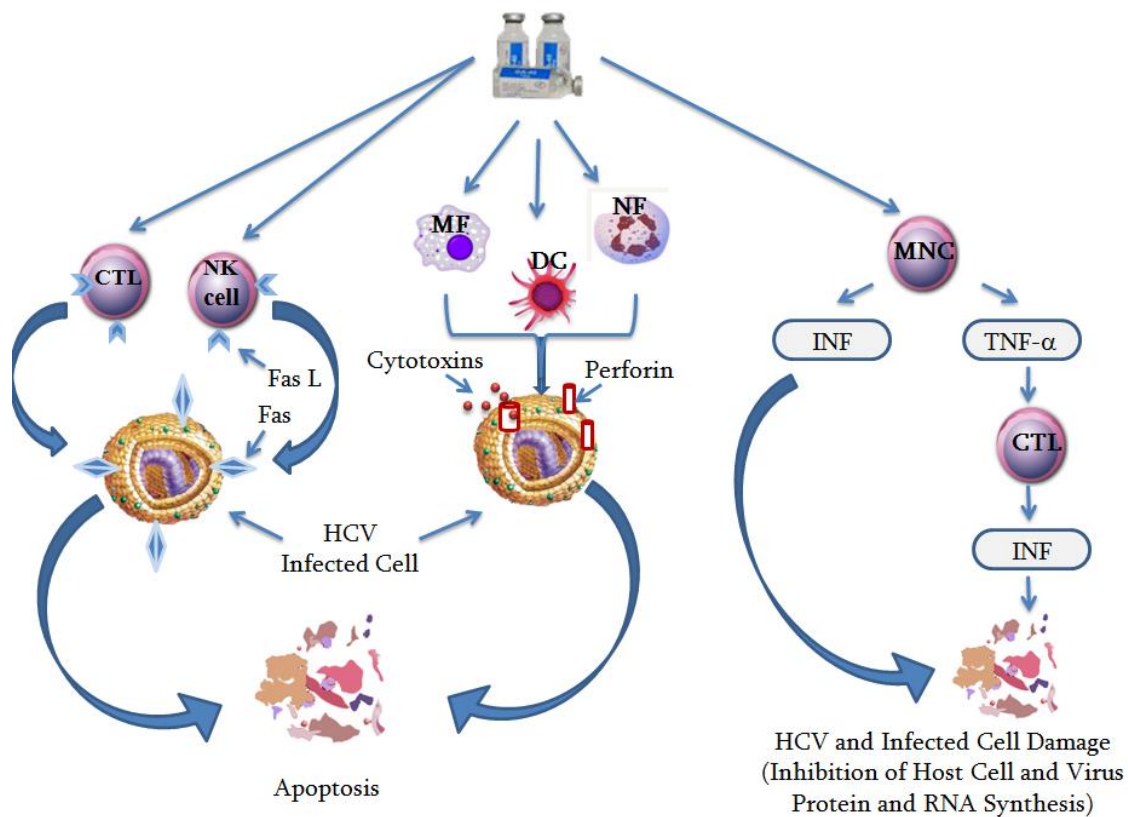 MF
NF
DC
CTL
NK
cell
MNC
INF
TNF-α
Cytotoxins
Perforin
Fas L
Fas
CTL
HCV
Infected Cell
INF
Apoptosis
HCV and Infected Cell Damage
(Inhibition of Host Cell and Virus
Protein and RNA Synthesis)